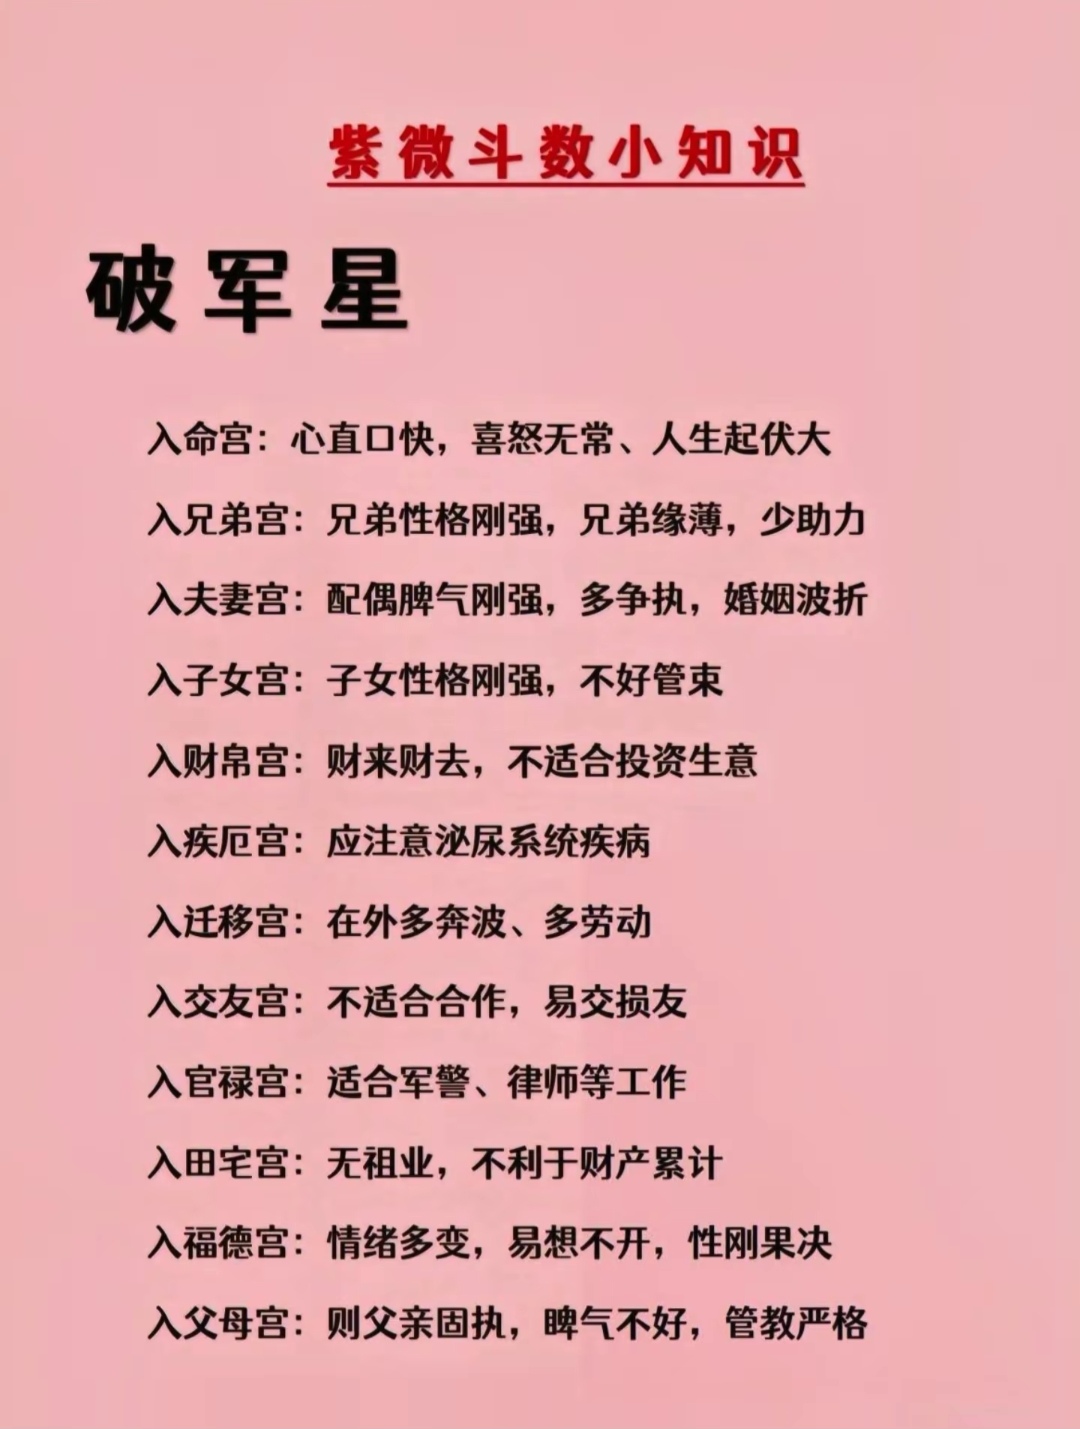 紫微斗数小知识
破军星
入命宫：心直口快，喜怒无常、人生起伏大
入兄弟宫：兄弟性格刚强，兄弟缘薄，少助力
入夫妻宫：配偶脾气刚强，多争执，婚姻波折
入子女宫：子女性格刚强，不好管束
入财帛宫：财来财去，不适合投资生意
入疾厄宫：应注意泌尿系统疾病
入迁移宫：在外多奔波、多劳动
入交友宫：不适合合作，易交损友
入官禄宫：适合军警、律师等工作
入田宅宫：无祖业，不利于财产累计
入福德宫：情绪多变，易想不开，性刚果决
入父母宫：则父亲固执，睥气不好，管教严格